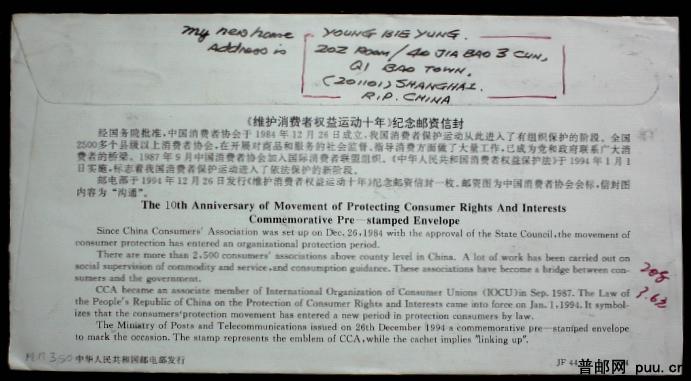 My new home
Address is
YOUNG BIE YUNG.
202 ROOM/40 JIA BAO 3 CUN,
QI BAO TOWN,
(201101) SHANGHAI.
R.I.P. CHINA
《维护消费者权益运动十年》纪念邮资信封
经国务院批准,中国消费者协会于1984年12月26日成立,我国消费者保护运动从此进入了有组织保护的阶段。全国
2500多个县级以上消费者协会,在开展对商品和服务的社会监督、指导消费方面做了大量工作,已成为党和政府联系广大消
费者的桥梁。1987年9月中国消费者协会加入国际消费者联盟组织。《中华人民共和国消费者权益保护法》于1994年1月1
日实施,标志着我国消费者保护运动进入了依法保护的新阶段。
邮电部于1994年12月26日发行《维护消费者权益运动十年》纪念邮资信封一枚。邮资图为中国消费者协会会标,信封图
内容为“沟通”。
The 10th Anniversary of Movement of Protecting Consumer Rights And Interests
Commemorative Pre-stamped Envelope
Since China Consumers' Association was set up on Dec. 26,1984 with the approval of the State Council, the movement of
consumer protection has entered an organizational protection period.
There are more than 2,500 consumers' associations above county level in China. A lot of work has been carried out on
social supervision of commodity and service, and consumption guidance. These associations have become a bridge between con-
sumers and the government.
CCA became an associate member of International Organization of Consumer Unions (IOCU) in Sep. 1987. The Law of
the People's Republic of China on the Protection of Consumer Rights and Interests came into force on Jan. 1,1994. It symbol-
izes that the consumers' protection movement has entered a new period in protection consumers by law.
The Ministry of Posts and Telecommunications issued on 26th December 1994 a commemorative pre-stamped envelope
to mark the occasion. The stamp represents the emblem of CCA, while the cachet implies "linking up".
20g
中华人民共和国邮电部发行
JF 44
普邮网 puu.cn